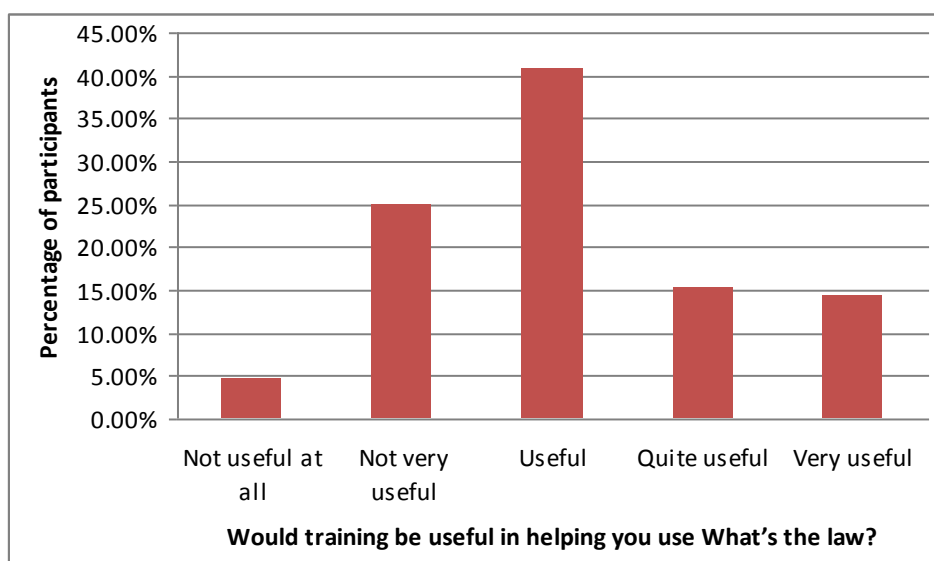 45.00%
40.00%
35.00%
30.00%
25.00%
20.00%
15.00%
10.00%
5.00%
0.00%
Percentage of participants
Not useful at
all
Not very
useful
Useful
Quite useful
Very useful
Would training be useful in helping you use What’s the law?